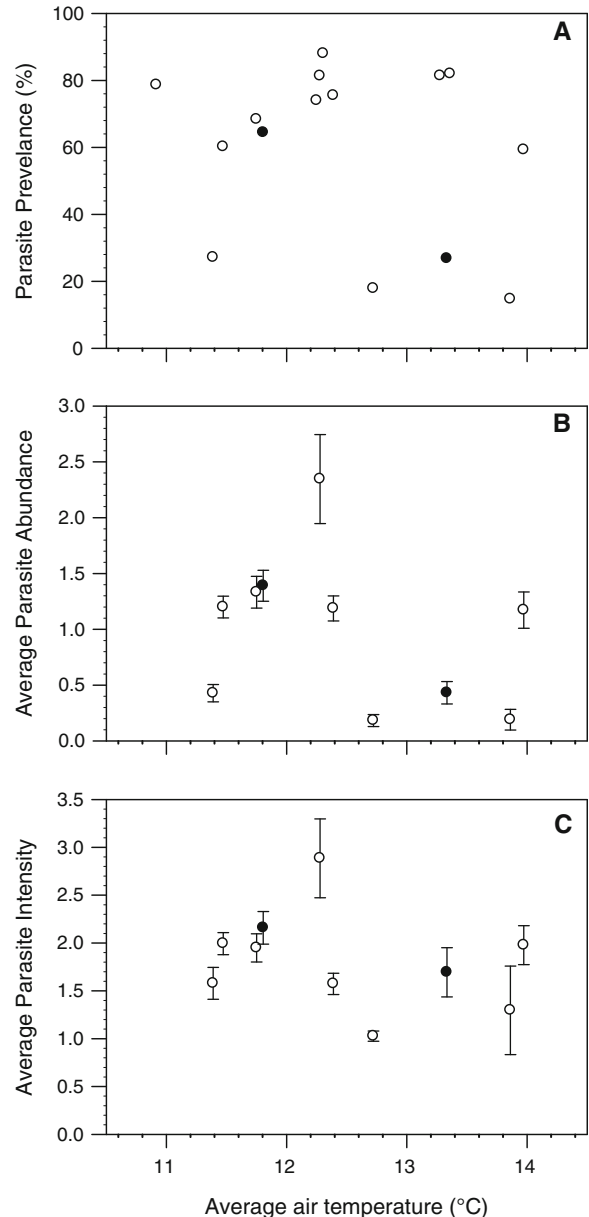 A
100
80
60
40
20
0
Parasite Prevelance (%)
B
3.0
2.5
2.0
1.5
1.0
0.5
0.0
Average Parasite Abundance
C
3.5
3.0
2.5
2.0
1.5
1.0
0.5
0.0
Average Parasite Intensity
11 12 13 14
Average air temperature (°C)